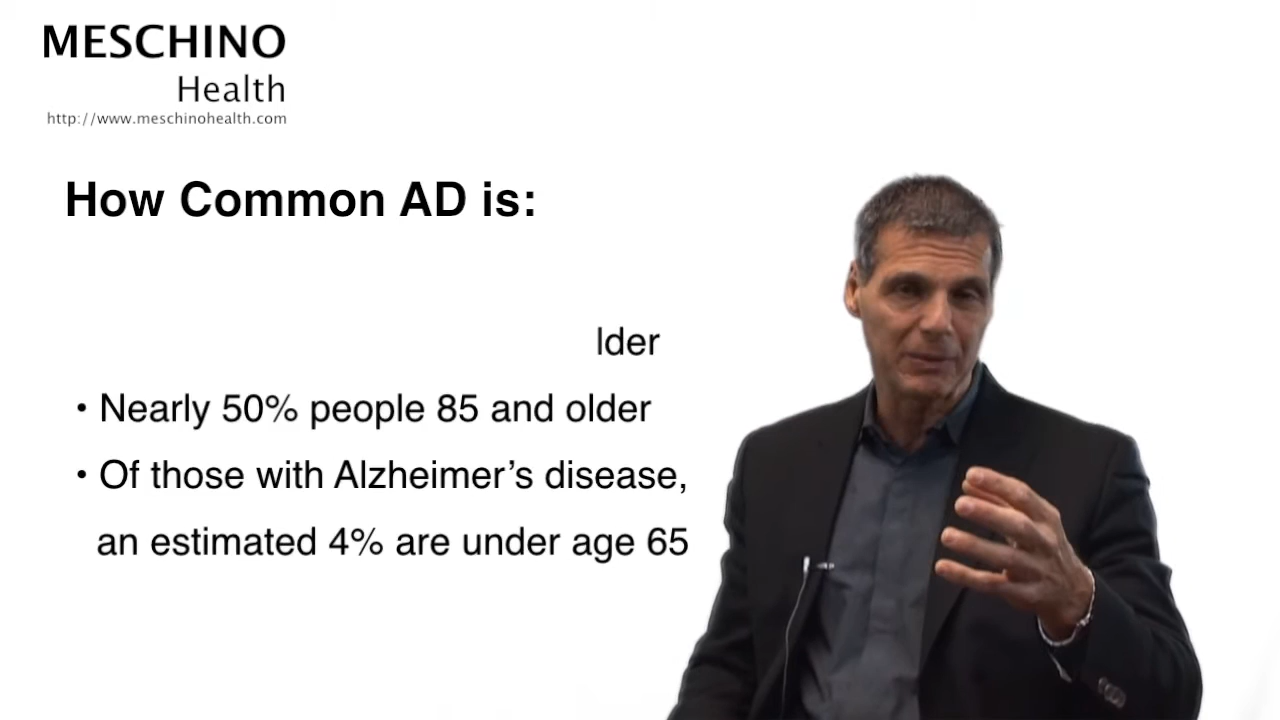 MESCHINO
Health
http://www.meschinohealth.com
How Common AD is:
lder
• Nearly 50% people 85 and older
• Of those with Alzheimer’s disease,
an estimated 4% are under age 65